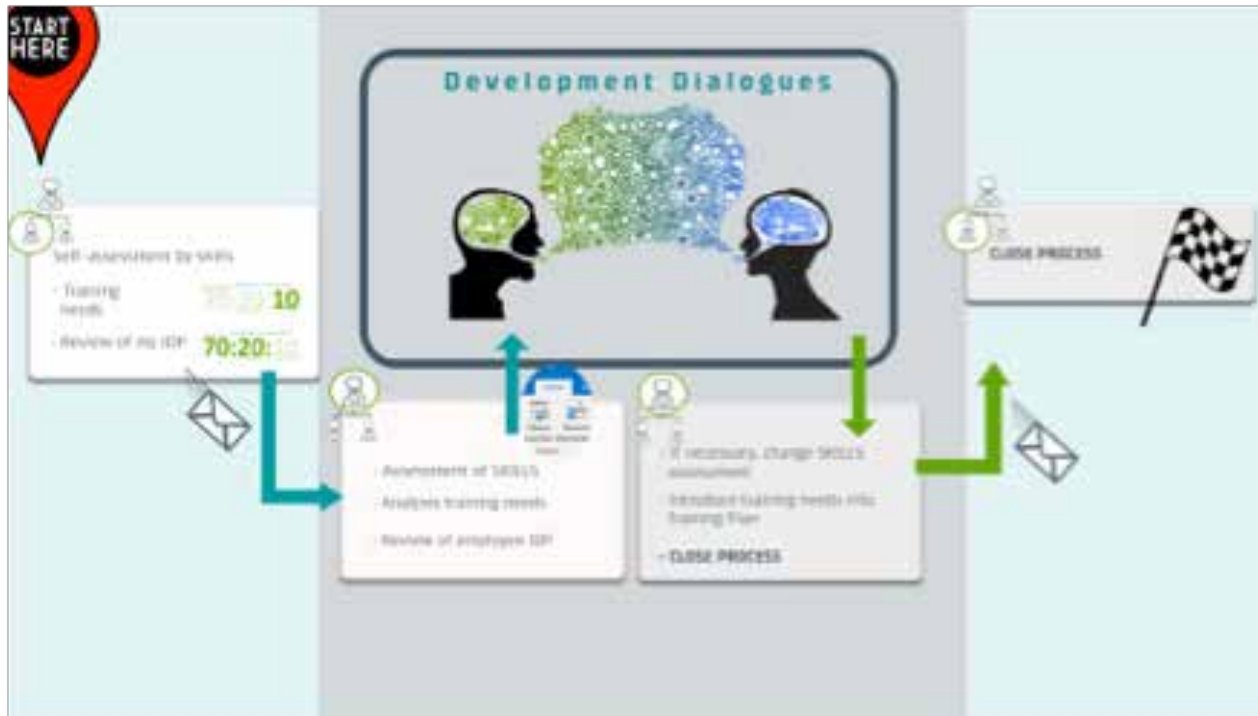 START
HERE
Development Dialogues
Self-assessment by skills
- Training
needs
10
- Review of my IDP
70:20:
- Assessment of SKILLS
- Analysis training needs
- Review of employee IDP
- If necessary, change SKILLS
assessment
- Introduce training needs into
Training Plan
- CLOSE PROCESS
CLOSE PROCESS